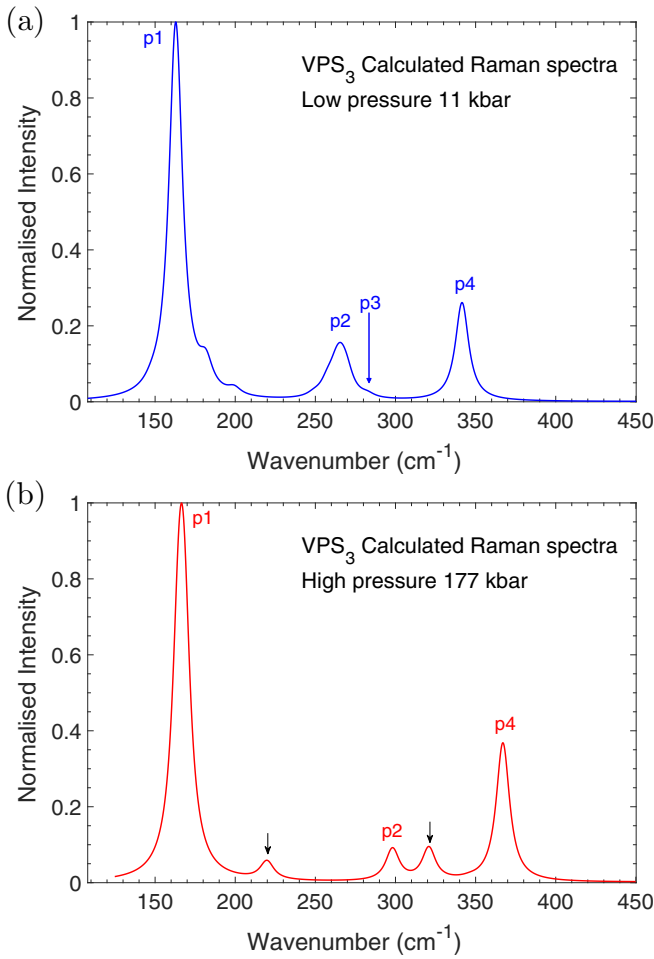 (a)
1
0.8
0.6
0.4
0.2
0
Normalised Intensity
p1
VPS3 Calculated Raman spectra
Low pressure 11 kbar
p2
p3
p4
150 200 250 300 350 400 450
Wavenumber (cm-1)
(b)
1
0.8
0.6
0.4
0.2
0
Normalised Intensity
p1
VPS3 Calculated Raman spectra
High pressure 177 kbar
p2
p4
150 200 250 300 350 400 450
Wavenumber (cm-1)